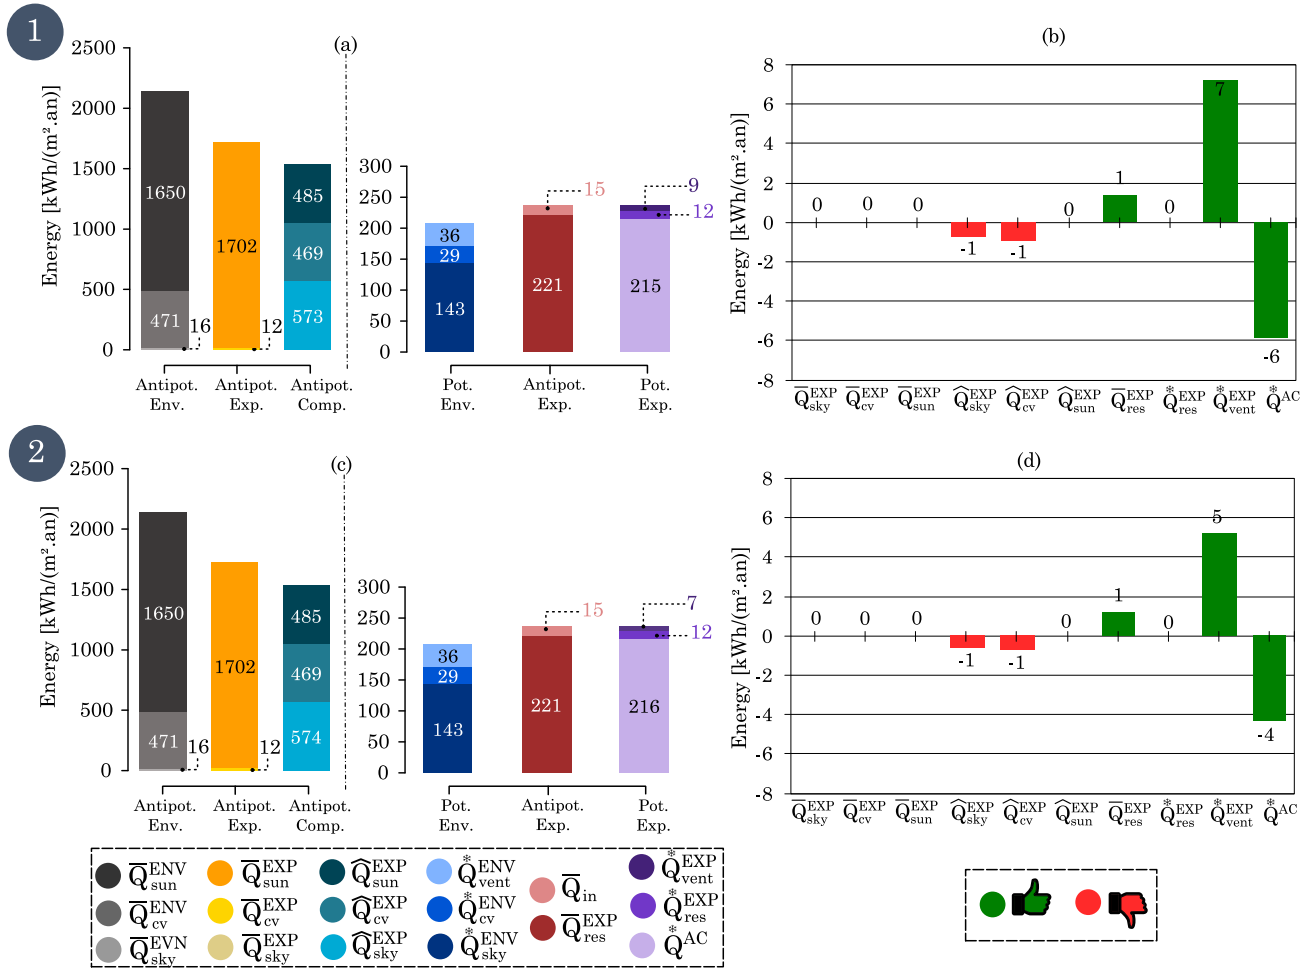 1
(a)
Energy [kWh/(m².an)]
2500
2000
1500
1000
500
0
1650
471
16
1702
12
485
469
573
Antipot. Env.
Antipot. Exp.
Antipot. Comp.
300
250
200
150
100
50
0
36
29
143
15
221
9
12
215
Pot. Env.
Antipot. Exp.
Pot. Exp.
(b)
Energy [kWh/(m².an)]
8
6
4
2
0
-2
-4
-6
-8
0 0 0 -1 -1 0 1 0 7 -6
Q̅ EXP sky
Q̅ EXP cv
Q̅ EXP sun
Q̂ EXP sky
Q̂ EXP cv
Q̂ EXP sun
Q̅ EXP res
Q* EXP res
Q* EXP vent
Q* AC
2
(c)
Energy [kWh/(m².an)]
2500
2000
1500
1000
500
0
1650
471
16
1702
12
485
469
574
Antipot. Env.
Antipot. Exp.
Antipot. Comp.
300
250
200
150
100
50
0
36
29
143
15
221
7
12
216
Pot. Env.
Antipot. Exp.
Pot. Exp.
(d)
Energy [kWh/(m².an)]
8
6
4
2
0
-2
-4
-6
-8
0 0 0 -1 -1 0 1 0 5 -4
Q̅ EXP sky
Q̅ EXP cv
Q̅ EXP sun
Q̂ EXP sky
Q̂ EXP cv
Q̂ EXP sun
Q̅ EXP res
Q* EXP res
Q* EXP vent
Q* AC
Q̅ ENV sun
Q̅ ENV cv
Q̅ EVN sky
Q̅ EXP sun
Q̅ EXP cv
Q̅ EXP sky
Q̂ EXP sun
Q̂ EXP cv
Q̂ EXP sky
Q* ENV vent
Q* ENV cv
Q* ENV sky
Q̅ in
Q̅ EXP res
Q* EXP vent
Q* EXP res
Q* AC